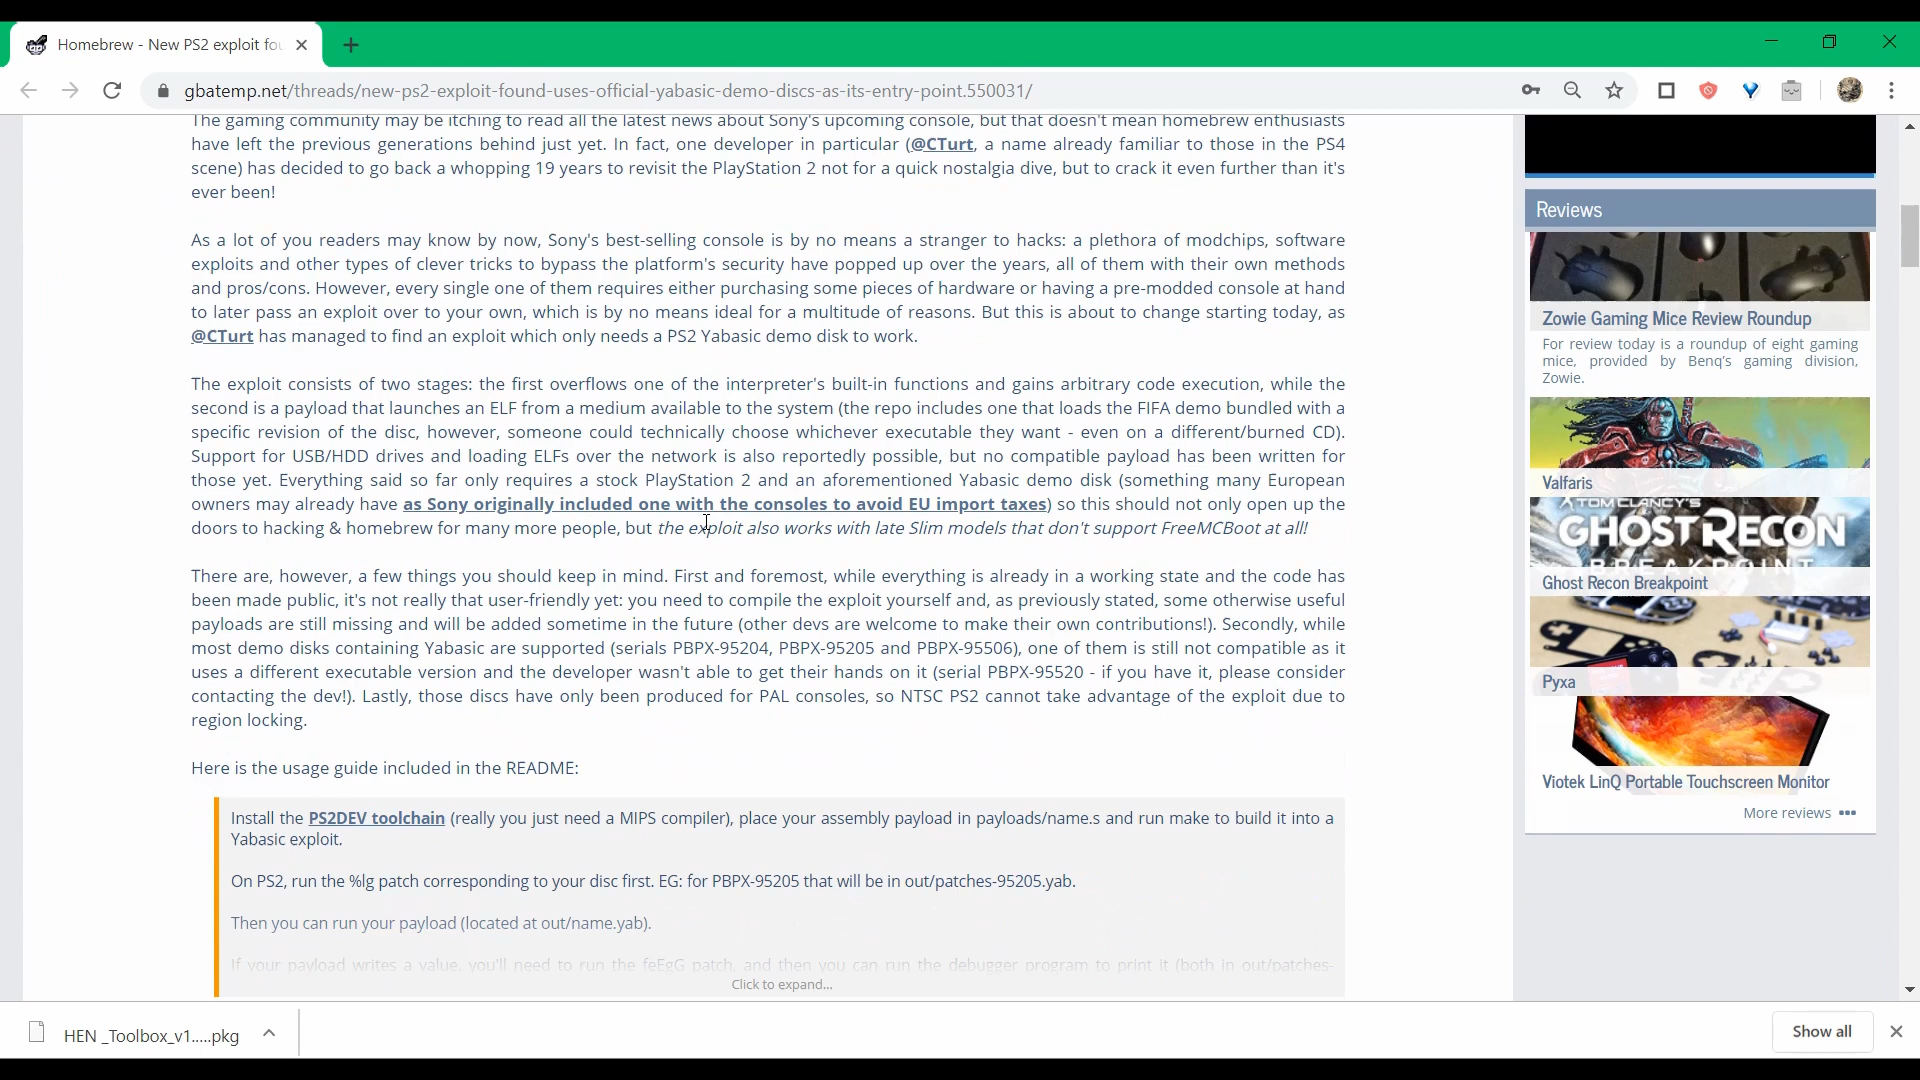 Homebrew - New PS2 exploit fou
gbatemp.net/threads/new-ps2-exploit-found-uses-official-yabasic-demo-discs-as-its-entry-point.550031/
The gaming community may be itching to read all the latest news about Sony's upcoming console, but that doesn't mean homebrew enthusiasts
have left the previous generations behind just yet. In fact, one developer in particular (@CTurt, a name already familiar to those in the PS4
scene) has decided to go back a whopping 19 years to revisit the PlayStation 2 not for a quick nostalgia dive, but to crack it even further than it's
ever been!
As a lot of you readers may know by now, Sony's best-selling console is by no means a stranger to hacks: a plethora of modchips, software
exploits and other types of clever tricks to bypass the platform's security have popped up over the years, all of them with their own methods
and pros/cons. However, every single one of them requires either purchasing some pieces of hardware or having a pre-modded console at hand
to later pass an exploit over to your own, which is by no means ideal for a multitude of reasons. But this is about to change starting today, as
@CTurt has managed to find an exploit which only needs a PS2 Yabasic demo disk to work.
The exploit consists of two stages: the first overflows one of the interpreter's built-in functions and gains arbitrary code execution, while the
second is a payload that launches an ELF from a medium available to the system (the repo includes one that loads the FIFA demo bundled with a
specific revision of the disc, however, someone could technically choose whichever executable they want - even on a different/burned CD).
Support for USB/HDD drives and loading ELFs over the network is also reportedly possible, but no compatible payload has been written for
those yet. Everything said so far only requires a stock PlayStation 2 and an aforementioned Yabasic demo disk (something many European
owners may already have as Sony originally included one with the consoles to avoid EU import taxes) so this should not only open up the
doors to hacking & homebrew for many more people, but the exploit also works with late Slim models that don't support FreeMCBoot at all!
There are, however, a few things you should keep in mind. First and foremost, while everything is already in a working state and the code has
been made public, it's not really that user-friendly yet: you need to compile the exploit yourself and, as previously stated, some otherwise useful
payloads are still missing and will be added sometime in the future (other devs are welcome to make their own contributions!). Secondly, while
most demo disks containing Yabasic are supported (serials PBPX-95204, PBPX-95205 and PBPX-95506), one of them is still not compatible as it
uses a different executable version and the developer wasn't able to get their hands on it (serial PBPX-95520 - if you have it, please consider
contacting the dev!). Lastly, those discs have only been produced for PAL consoles, so NTSC PS2 cannot take advantage of the exploit due to
region locking.
Here is the usage guide included in the README:
Install the PS2DEV toolchain (really you just need a MIPS compiler), place your assembly payload in payloads/name.s and run make to build it into a
Yabasic exploit.
On PS2, run the %lg patch corresponding to your disc first. EG: for PBPX-95205 that will be in out/patches-95205.yab.
Then you can run your payload (located at out/name.yab).
If your payload writes a value, you'll need to run the feEgG patch, and then you can run the debugger program to print it (both in out/patches-
Click to expand...
Reviews
Zowie Gaming Mice Review Roundup
For review today is a roundup of eight gaming
mice, provided by Benq's gaming division,
Zowie.
Valfaris
TOM CLANCY'S
GHOST RECON
BREAKPOINT
Ghost Recon Breakpoint
Pyxa
Viotek LinQ Portable Touchscreen Monitor
More reviews •••
HEN _Toolbox_v1.....pkg
Show all